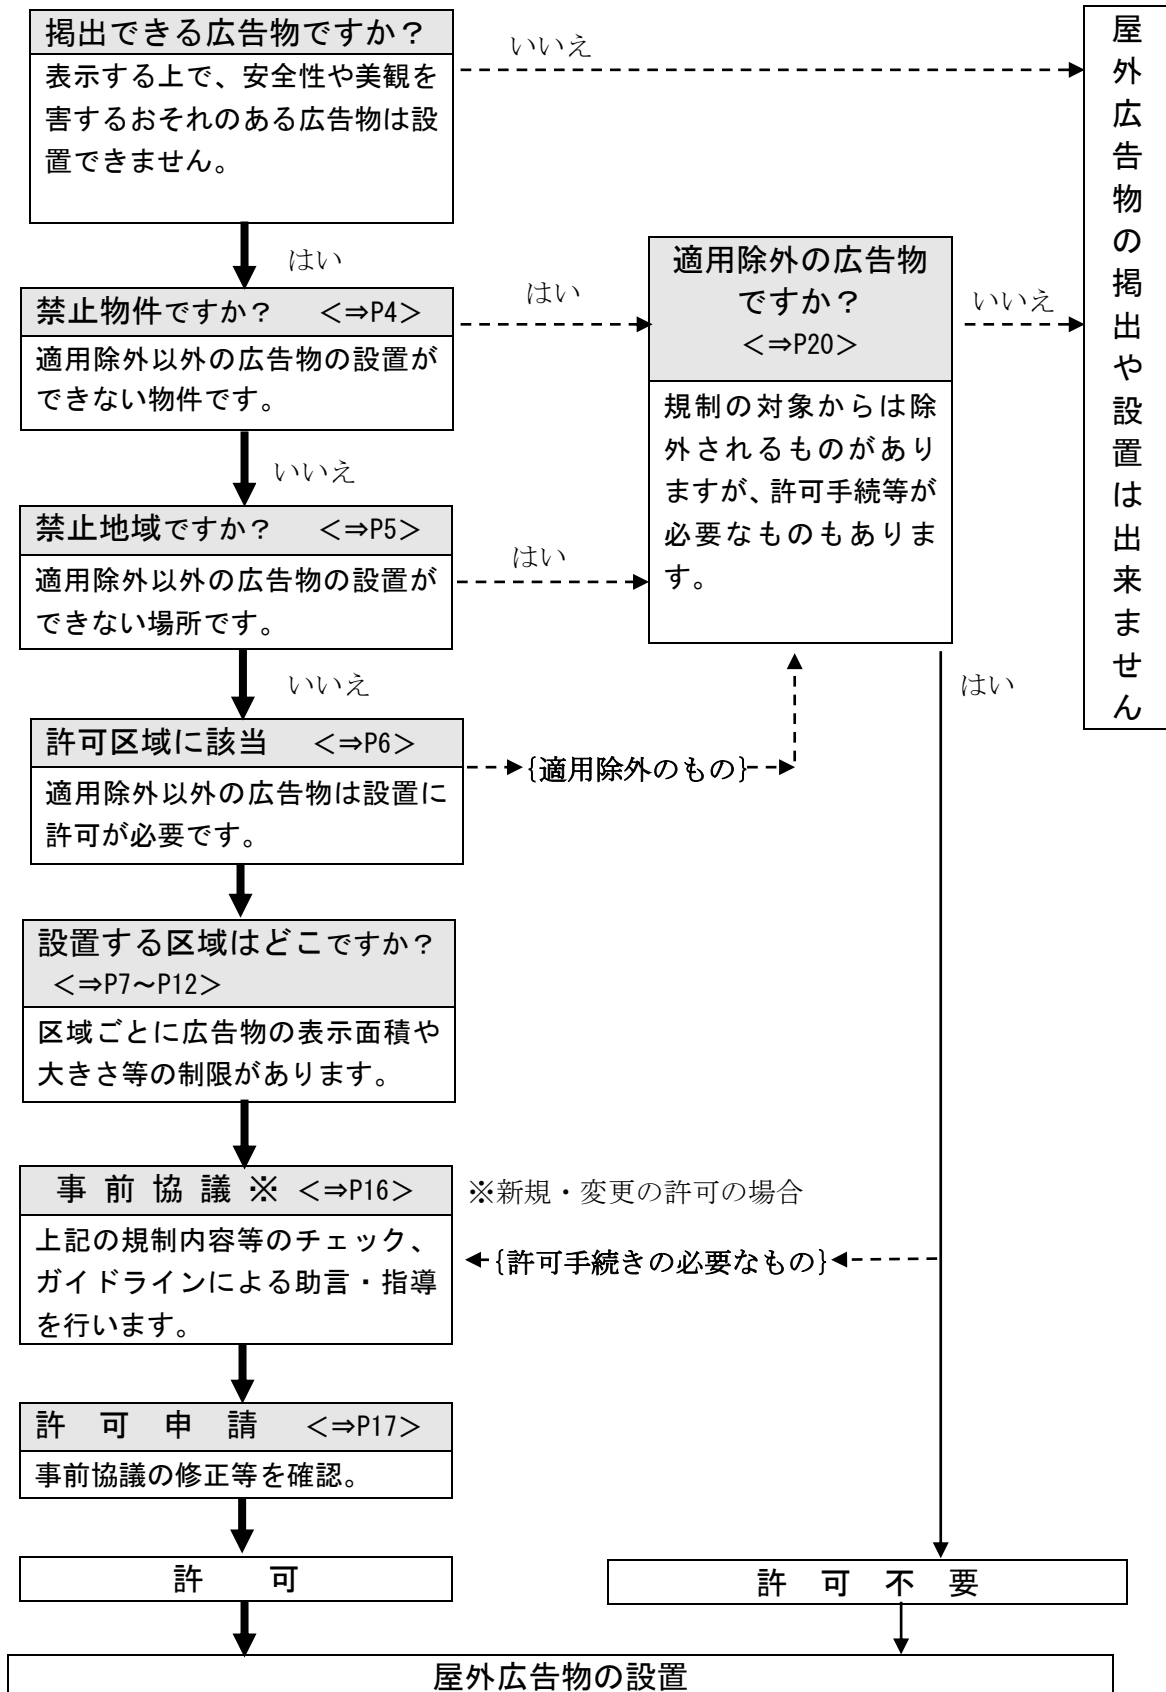 掲出できる広告物ですか？
表示する上で、安全性や美観を
害するおそれのある広告物は設
置できません。
いいえ
屋外広告物の掲出や設置は出来ません
はい
禁止物件ですか？ ＜⇒P4＞
適用除外以外の広告物の設置が
できない物件です。
はい
適用除外の広告物
ですか？
＜⇒P20＞
規制の対象からは除
外されるものがあり
ますが、許可手続等が
必要なものもありま
す。
いいえ
いいえ
禁止地域ですか？ ＜⇒P5＞
適用除外以外の広告物の設置が
できない場所です。
はい
いいえ
はい
許可区域に該当 ＜⇒P6＞
適用除外以外の広告物は設置に
許可が必要です。
{適用除外のもの}
設置する区域はどこですか？
＜⇒P7～P12＞
区域ごとに広告物の表示面積や
大きさ等の制限があります。
事前協議※ ＜⇒P16＞
上記の規制内容等のチェック、
ガイドラインによる助言・指導
を行います。
※新規・変更の許可の場合
{許可手続きの必要なもの}
許可申請 ＜⇒P17＞
事前協議の修正等を確認。
許可
許可不要
屋外広告物の設置